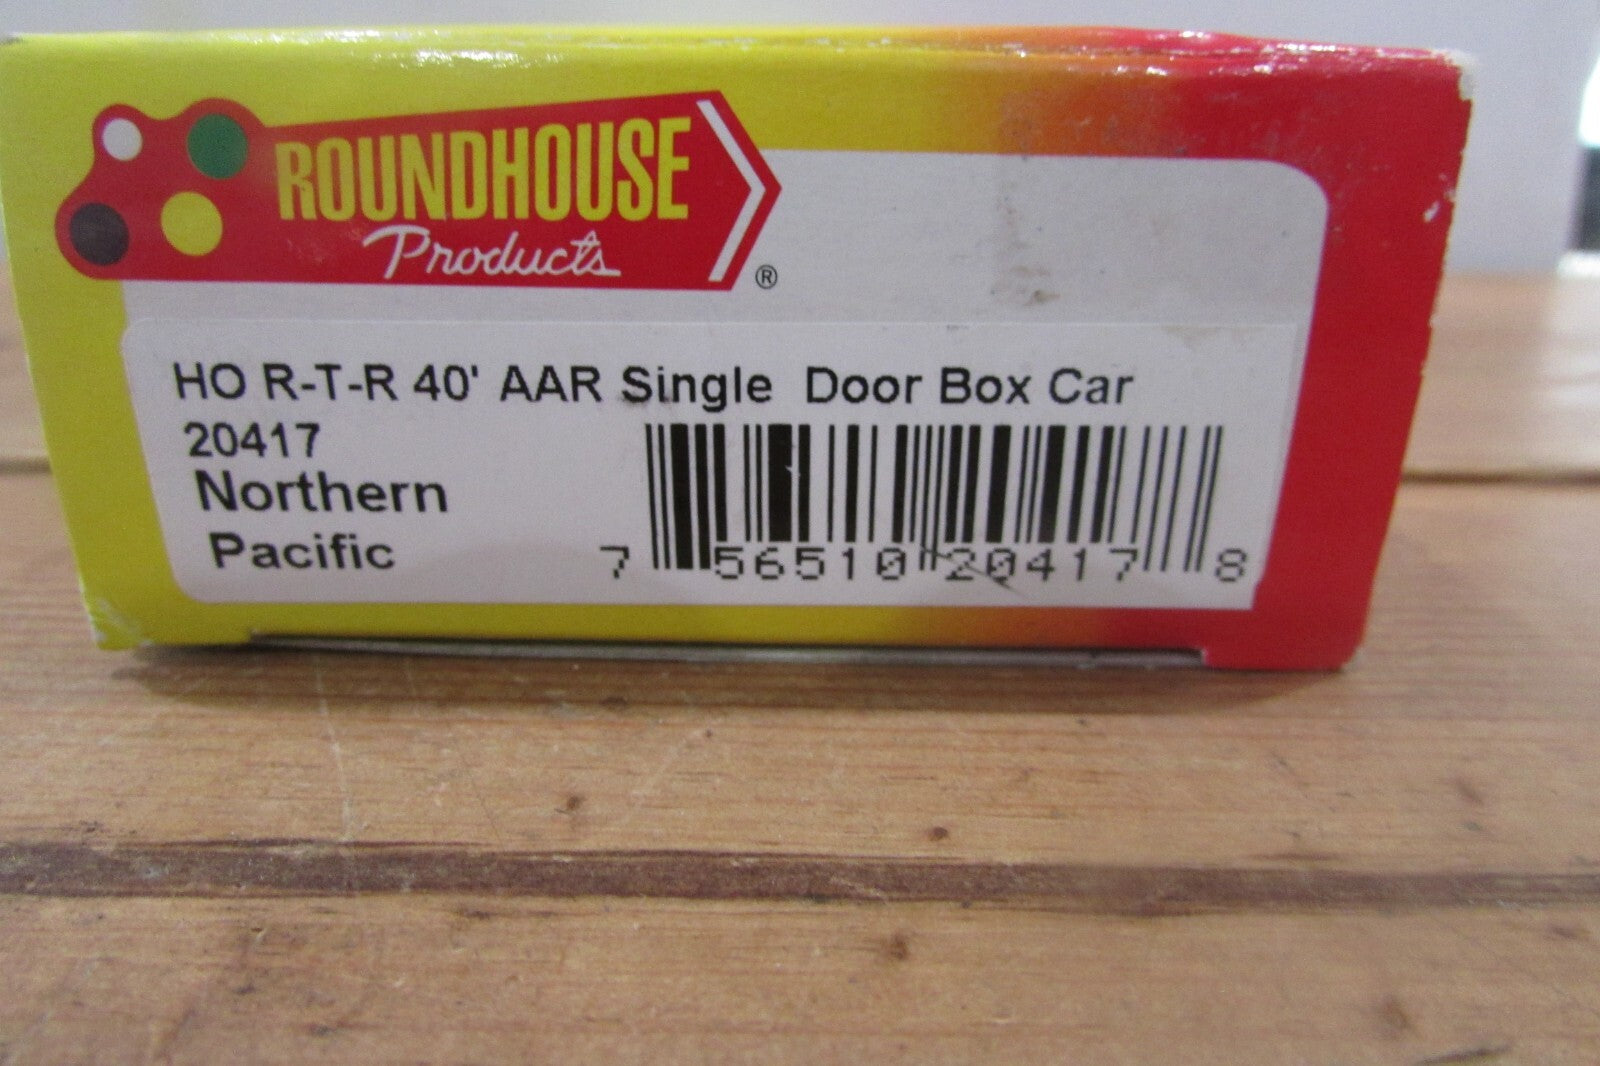 ROUNDHOUSE
Products
®
HO R-T-R 40' AAR Single Door Box Car
20417
Northern
Pacific
7 56510 20417 8